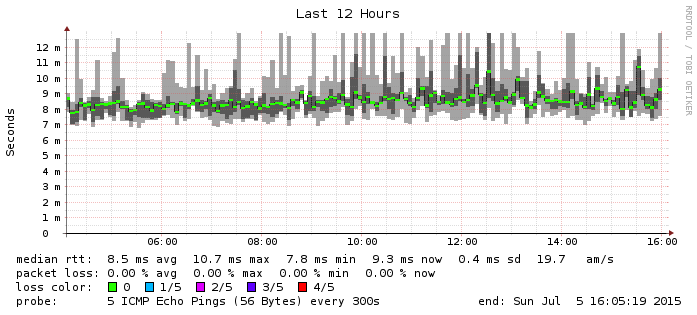 Last 12 Hours
RRDTOOL / TOBI OETIKER
Seconds
12 m
11 m
10 m
9 m
8 m
7 m
6 m
5 m
4 m
3 m
2 m
1 m
0
06:00 08:00 10:00 12:00 14:00 16:00
median rtt: 8.5 ms avg 10.7 ms max 7.8 ms min 9.3 ms now 0.4 ms sd 19.7 am/s
packet loss: 0.00 % avg 0.00 % max 0.00 % min 0.00 % now
loss color: 0 1/5 2/5 3/5 4/5
probe: 5 ICMP Echo Pings (56 Bytes) every 300s end: Sun Jul 5 16:05:19 2015